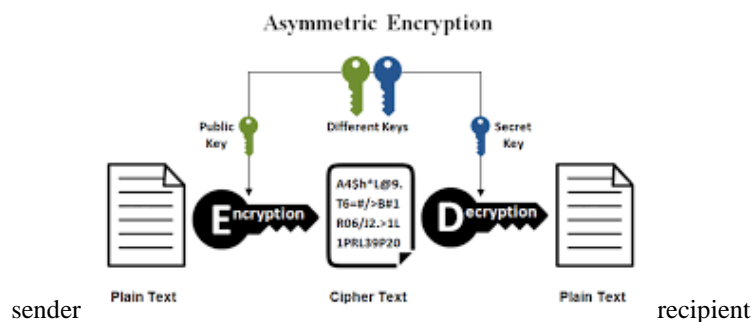 Asymmetric Encryption
Public
Key
Different Keys
Secret
Key
Encryption
A4$h*L@9.
T6=#/>B#1
R06/J2.>1L
1PRL39P20
Decryption
sender
Plain Text
Cipher Text
Plain Text
recipient